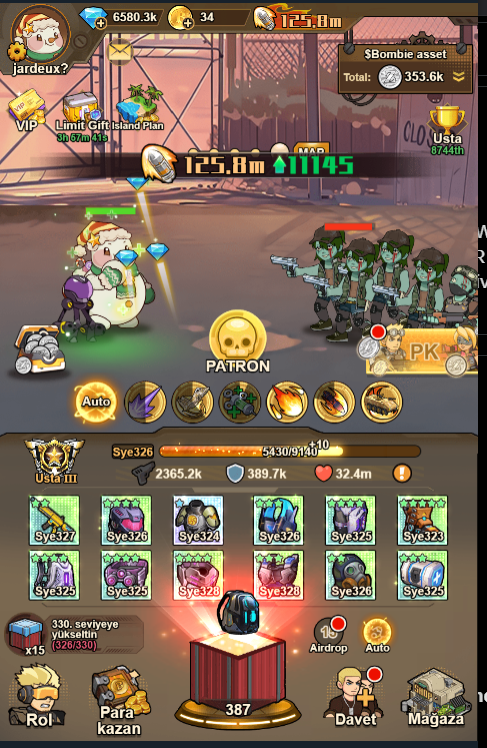 6580.3k
34
125.8m
jardeux?
$Bombie asset
Total: 353.6k
VIP
Limit Gift
3h 57m 41s
Island Plan
Usta
8744th
MAP
125.8m 11145
PATRON
PK
Auto
Sye326
5430/9140
+10
Usta III
2365.2k
389.7k
32.4m
Sye327
Sye326
Sye324
Sye326
Sye325
Sye323
Sye325
Sye325
Sye328
Sye328
Sye326
Sye325
x15
330. seviyeye
yükseltin
(326/330)
15
Airdrop
Auto
387
Rol
Para
kazan
Davet
Mağaza